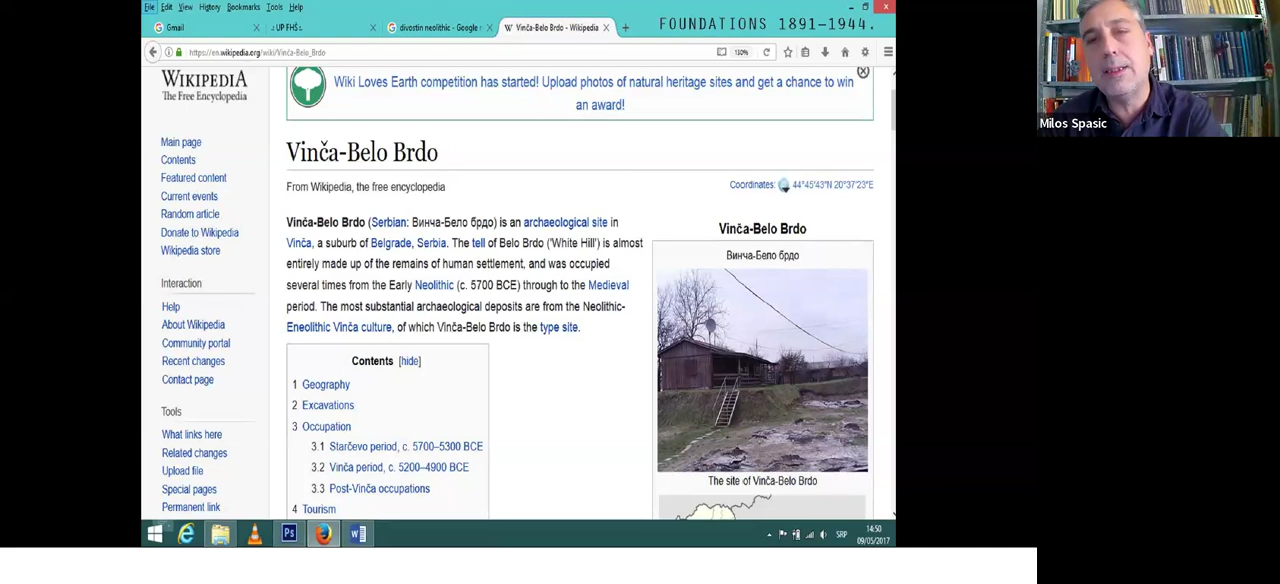 File Edit View History Bookmarks Tools Help
Gmail
UP FHŠ:.
divostin neolithic - Google
Vinča-Belo Brdo - Wikipedia
FOUNDATIONS 1891–1944.
https://en.wikipedia.org/wiki/Vinča-Belo_Brdo
130%
WIKIPEDIA
The Free Encyclopedia
Main page
Contents
Featured content
Current events
Random article
Donate to Wikipedia
Wikipedia store
Interaction
Help
About Wikipedia
Community portal
Recent changes
Contact page
Tools
What links here
Related changes
Upload file
Special pages
Permanent link
Wiki Loves Earth competition has started! Upload photos of natural heritage sites and get a chance to win
an award!
Vinča-Belo Brdo
From Wikipedia, the free encyclopedia
Coordinates: 44°45′43″N 20°37′23″E
Vinča-Belo Brdo (Serbian: Винча-Бело брдо) is an archaeological site in
Vinča, a suburb of Belgrade, Serbia. The tell of Belo Brdo ('White Hill') is almost
entirely made up of the remains of human settlement, and was occupied
several times from the Early Neolithic (c. 5700 BCE) through to the Medieval
period. The most substantial archaeological deposits are from the Neolithic-
Eneolithic Vinča culture, of which Vinča-Belo Brdo is the type site.
Contents [hide]
1 Geography
2 Excavations
3 Occupation
3.1 Starčevo period, c. 5700–5300 BCE
3.2 Vinča period, c. 5200–4900 BCE
3.3 Post-Vinča occupations
4 Tourism
Vinča-Belo Brdo
Винча-Бело брдо
The site of Vinča-Belo Brdo
Ps
W
SRP
14:50
09/05/2017
Milos Spasic